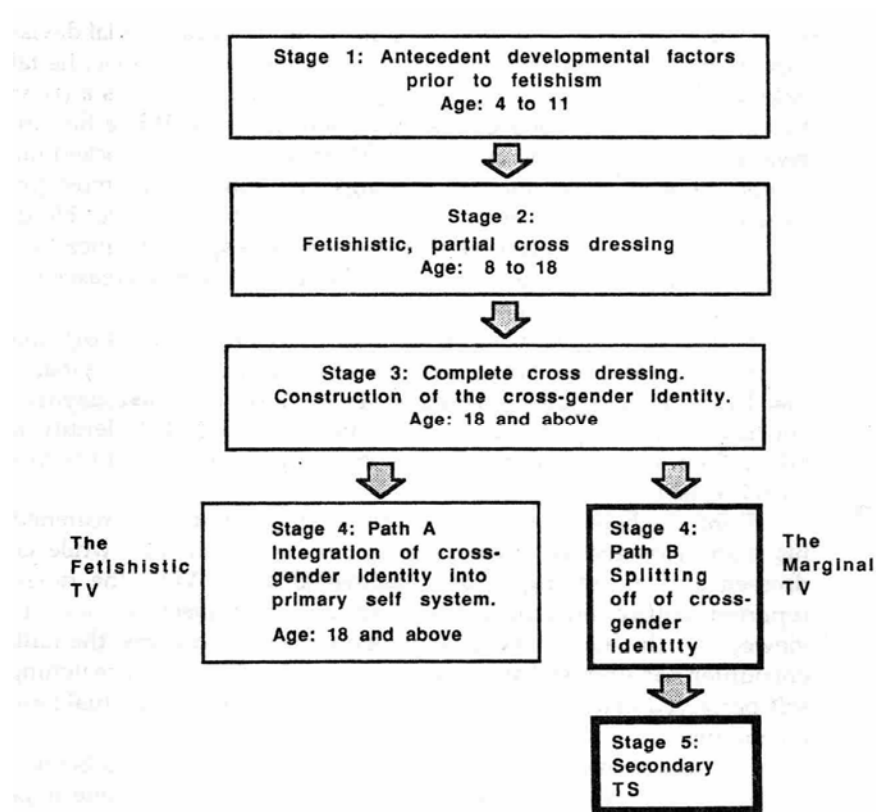 Stage 1: Antecedent developmental factors
prior to fetishism
Age: 4 to 11
Stage 2:
Fetishistic, partial cross dressing
Age: 8 to 18
Stage 3: Complete cross dressing.
Construction of the cross-gender identity.
Age: 18 and above
The
Fetishistic
TV
Stage 4: Path A
Integration of cross-
gender identity into
primary self system.
Age: 18 and above
Stage 4:
Path B
Splitting
off of cross-
gender
identity
The
Marginal
TV
Stage 5:
Secondary
TS